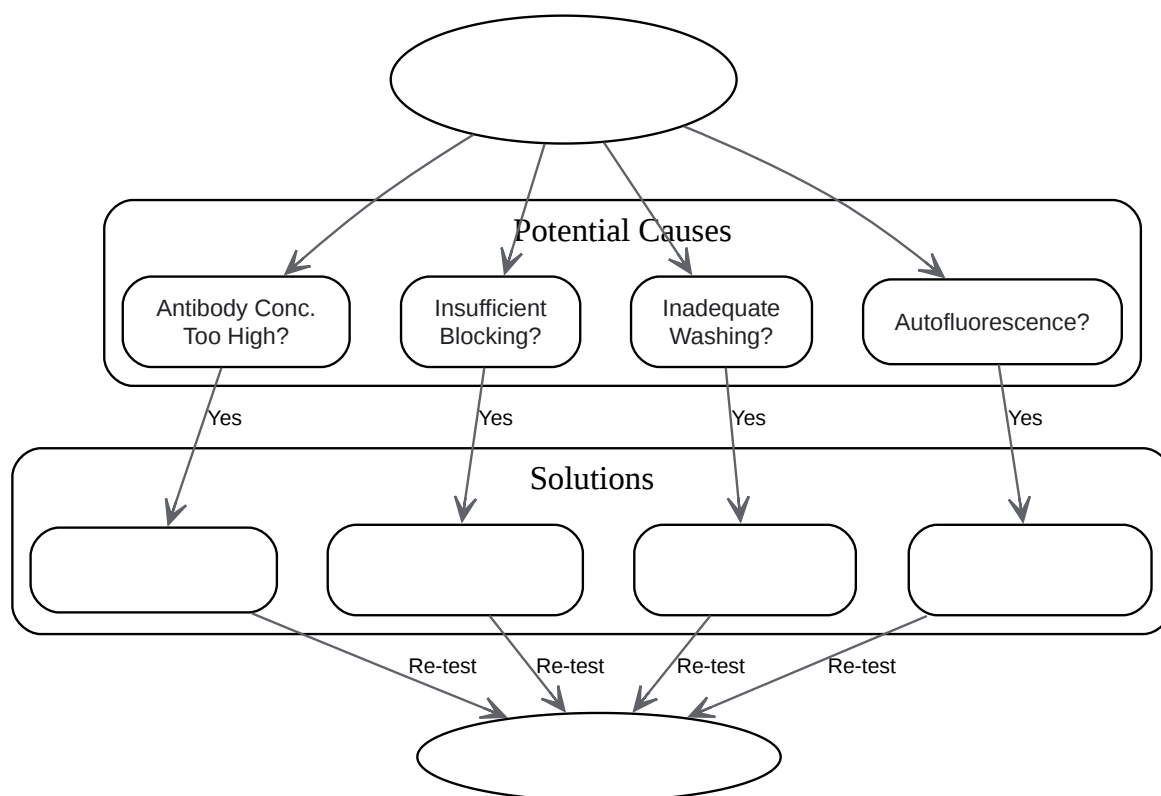 Potential Causes
Antibody Conc.
Too High?
Insufficient
Blocking?
Inadequate
Washing?
Autofluorescence?
Yes
Yes
Yes
Yes
Solutions
Re-test
Re-test
Re-test
Re-test